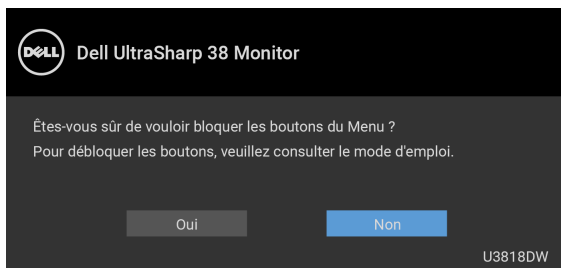 DELL
Dell UltraSharp 38 Monitor
Êtes-vous sûr de vouloir bloquer les boutons du Menu ?
Pour débloquer les boutons, veuillez consulter le mode d'emploi.
Oui
Non
U3818DW